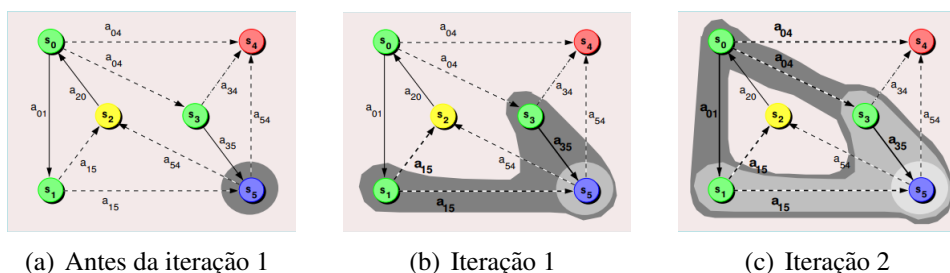 s0 a04 s4
a04
a01 a20 a34
s2 s3 a54
a15 a54 a35
s1 a15 s5
s0 a04 s4
a04
a01 a20 a34
s2 s3 a54
a15 a54 a35
s1 a15 s5
s0 a04 s4
a04
a01 a20 a34
s2 s3 a54
a15 a54 a35
s1 a15 s5
(a) Antes da iteração 1
(b) Iteração 1
(c) Iteração 2